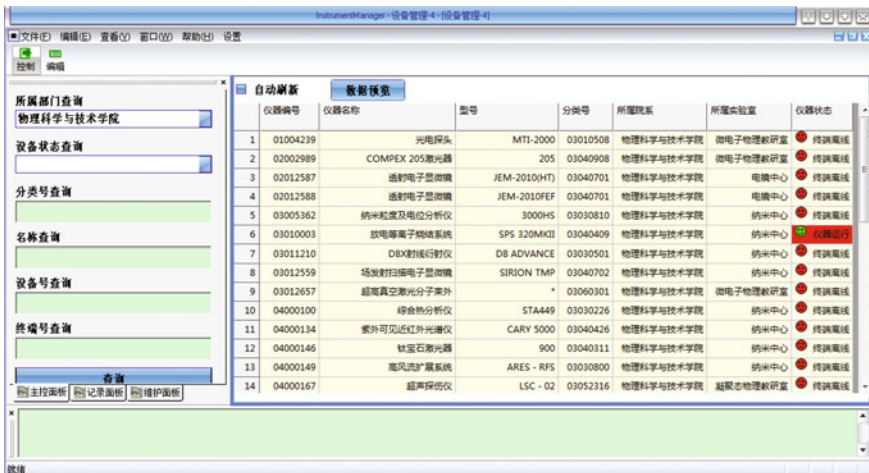 InstrumentManager - 设备管理-4 - [设备管理-4]
文件(F) 编辑(E) 查看(V) 窗口(W) 帮助(H) 设置
控制 编辑
所属部门查询
物理科学与技术学院
设备状态查询
分类号查询
名称查询
设备号查询
终端号查询
查询
主控面板 记录面板 维护面板
自动刷新 数据预览
仪器编号 仪器名称 型号 分类号 所属院系 所属实验室 仪器状态
1 01004239 光电探头 MTI-2000 03010508 物理科学与技术学院 微电子物理教研室 终端离线
2 02002989 COMPEX 205激光器 205 03040908 物理科学与技术学院 微电子物理教研室 终端离线
3 02012587 透射电子显微镜 JEM-2010(HT) 03040701 物理科学与技术学院 电镜中心 终端离线
4 02012588 透射电子显微镜 JEM-2010FEF 03040701 物理科学与技术学院 电镜中心 终端离线
5 03005362 纳米粒度及电位分析仪 3000HS 03030810 物理科学与技术学院 纳米中心 终端离线
6 03010003 放电等离子烧结系统 SPS 320MKII 03040409 物理科学与技术学院 纳米中心 仪器运行
7 03011210 D8X射线衍射仪 D8 ADVANCE 03030501 物理科学与技术学院 纳米中心 终端离线
8 03012559 场发射扫描电子显微镜 SIRION TMP 03040702 物理科学与技术学院 纳米中心 终端离线
9 03012657 超高真空激光分子束外 * 03060301 物理科学与技术学院 微电子物理教研室 终端离线
10 04000100 综合热分析仪 STA449 03030226 物理科学与技术学院 纳米中心 终端离线
11 04000134 紫外可见近红外光谱仪 CARY 5000 03040426 物理科学与技术学院 纳米中心 终端离线
12 04000146 钛宝石激光器 900 03040311 物理科学与技术学院 纳米中心 终端离线
13 04000149 高风流扩展系统 ARES - RFS 03030800 物理科学与技术学院 纳米中心 终端离线
14 04000167 超声探伤仪 LSC - 02 03052316 物理科学与技术学院 凝聚态物理教研室 终端离线
就绪